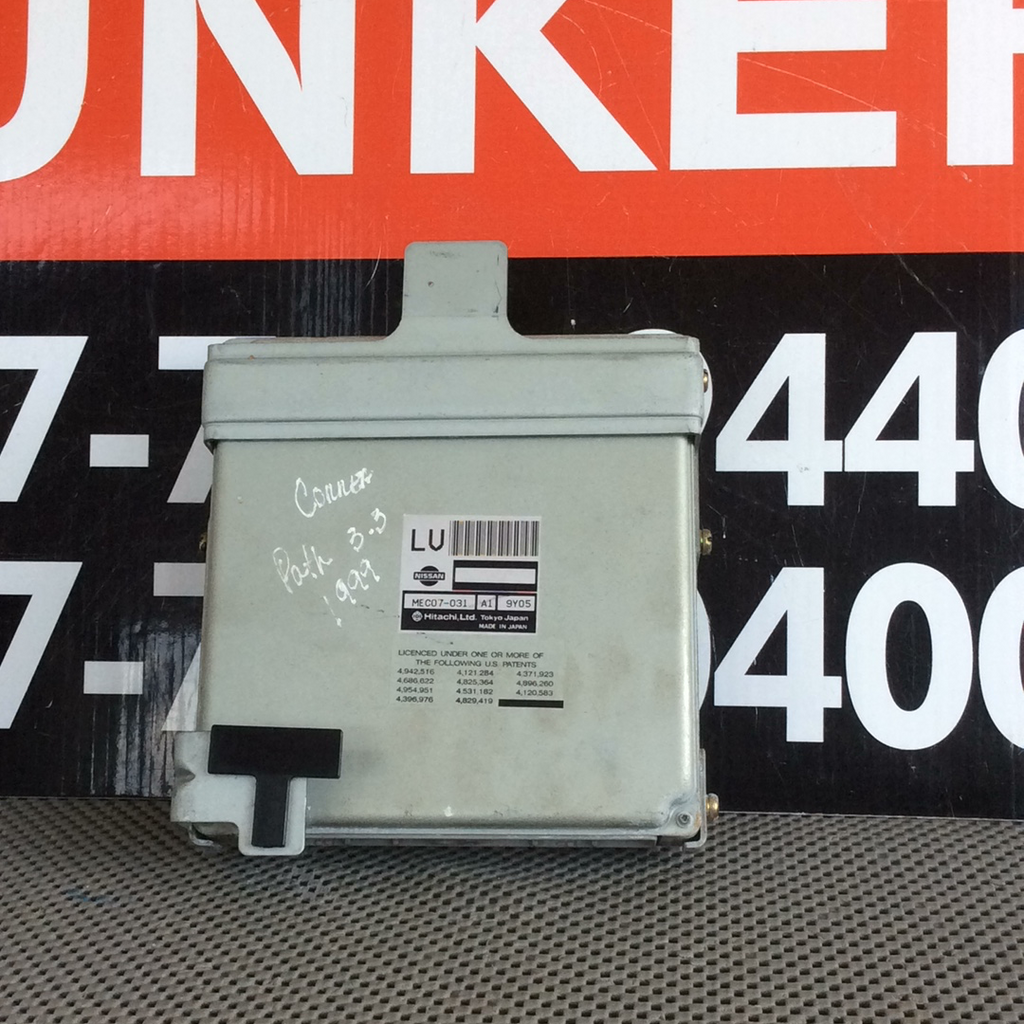 UNKER
7-7 440
7-7 0400
Connex
Path 3.3
1999
LV
NISSAN
MEC07-031 A1 9Y05
Hitachi, Ltd. Tokyo Japan
MADE IN JAPAN
LICENCED UNDER ONE OR MORE OF
THE FOLLOWING U.S. PATENTS
4,942,516 4,121,284 4,371,923
4,686,622 4,825,364 4,996,260
4,954,951 4,531,182 4,120,583
4,396,976 4,829,419